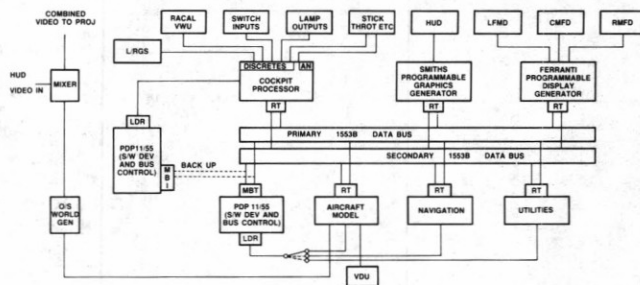 COMBINED
VIDEO TO PROJ
RACAL
VWU
SWITCH
INPUTS
LAMP
OUTPUTS
STICK
THROT ETC
HUD
LFMD
CMFD
RMFD
L/RGS
HUD
VIDEO IN
MIXER
DISCRETES
AN
COCKPIT
PROCESSOR
RT
SMITHS
PROGRAMMABLE
GRAPHICS
GENERATOR
RT
FERRANTI
PROGRAMMABLE
DISPLAY
GENERATOR
RT
LDR
PDP11/55
(S/W DEV
AND BUS
CONTROL)
MBI
BACK UP
PRIMARY 1553B DATA BUS
SECONDARY 1553B DATA BUS
O/S
WORLD
GEN
MBT
PDP 11/55
(S/W DEV AND
BUS CONTROL)
LDR
RT
AIRCRAFT
MODEL
RT
NAVIGATION
RT
UTILITIES
VDU